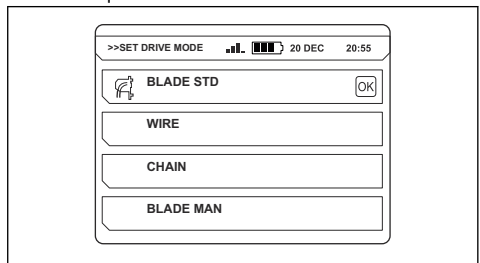 >>SET DRIVE MODE 20 DEC 20:55
BLADE STD OK
WIRE
CHAIN
BLADE MAN